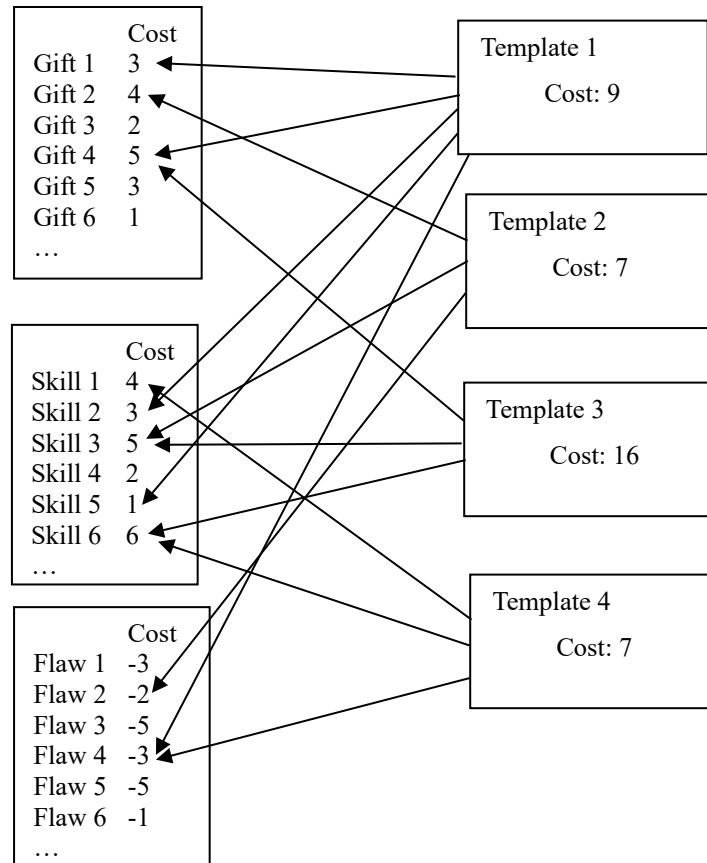 Cost
Gift 1 3
Gift 2 4
Gift 3 2
Gift 4 5
Gift 5 3
Gift 6 1
…
Cost
Skill 1 4
Skill 2 3
Skill 3 5
Skill 4 2
Skill 5 1
Skill 6 6
…
Cost
Flaw 1 -3
Flaw 2 -2
Flaw 3 -5
Flaw 4 -3
Flaw 5 -5
Flaw 6 -1
…
Template 1
Cost: 9
Template 2
Cost: 7
Template 3
Cost: 16
Template 4
Cost: 7